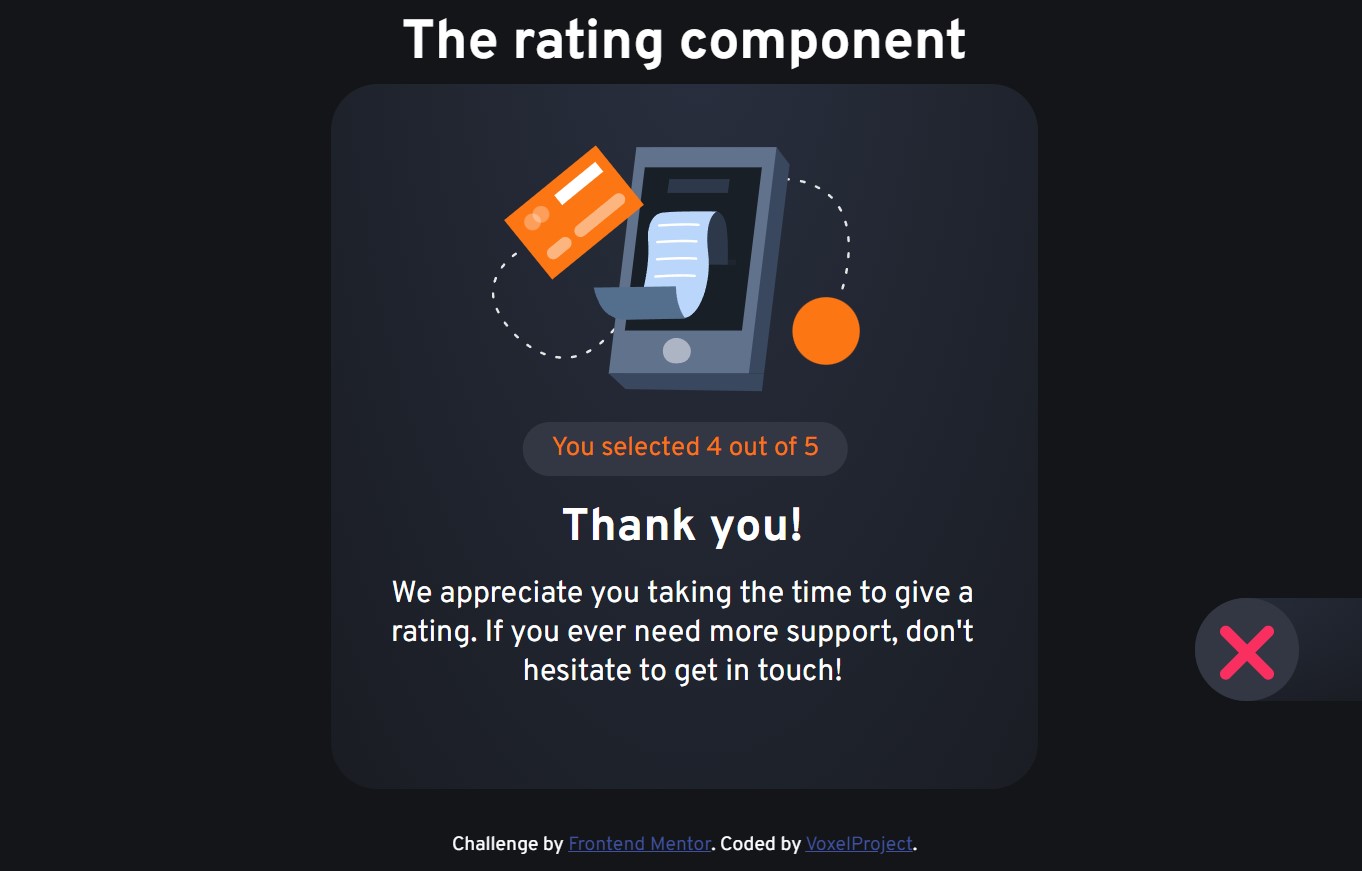 The rating component
You selected 4 out of 5
Thank you!
We appreciate you taking the time to give a
rating. If you ever need more support, don't
hesitate to get in touch!
Challenge by Frontend Mentor. Coded by VoxelProject.